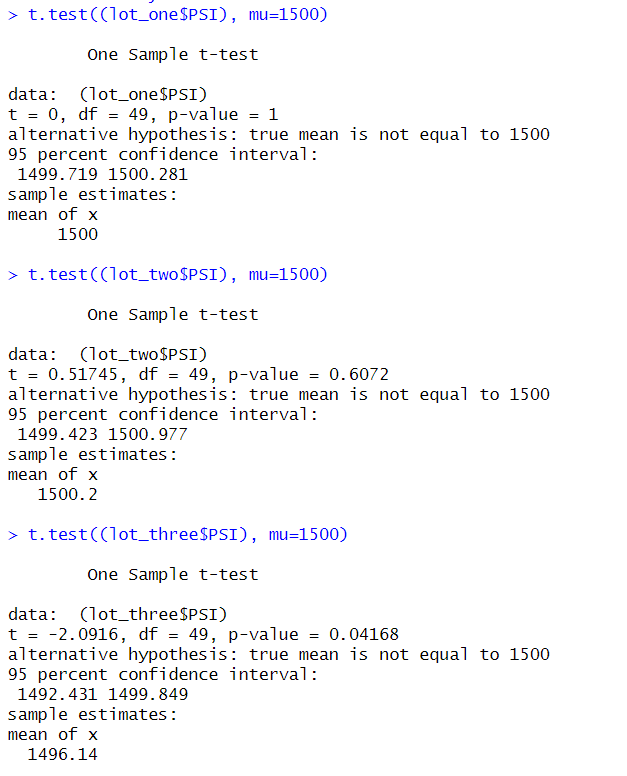 > t.test((lot_one$PSI), mu=1500)
One Sample t-test
data:  (lot_one$PSI)
t = 0, df = 49, p-value = 1
alternative hypothesis: true mean is not equal to 1500
95 percent confidence interval:
1499.719 1500.281
sample estimates:
mean of x
1500
> t.test((lot_two$PSI), mu=1500)
One Sample t-test
data:  (lot_two$PSI)
t = 0.51745, df = 49, p-value = 0.6072
alternative hypothesis: true mean is not equal to 1500
95 percent confidence interval:
1499.423 1500.977
sample estimates:
mean of x
1500.2
> t.test((lot_three$PSI), mu=1500)
One Sample t-test
data:  (lot_three$PSI)
t = -2.0916, df = 49, p-value = 0.04168
alternative hypothesis: true mean is not equal to 1500
95 percent confidence interval:
1492.431 1499.849
sample estimates:
mean of x
1496.14